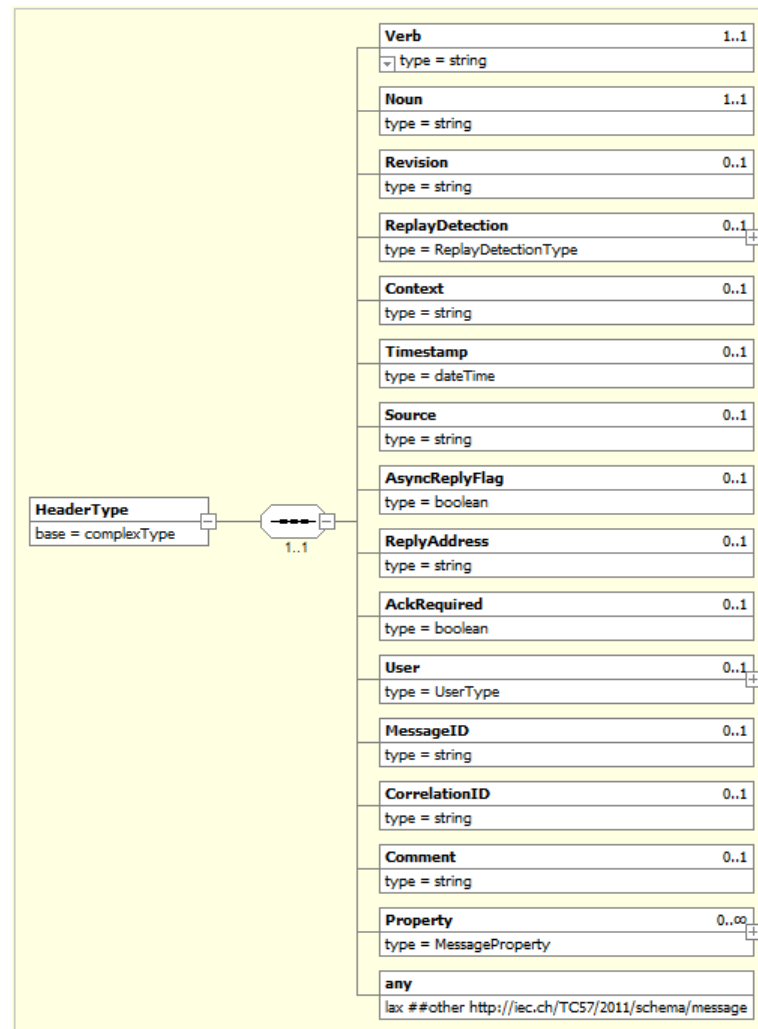 Verb 1..1
type = string
Noun 1..1
type = string
Revision 0..1
type = string
ReplayDetection 0..1
type = ReplayDetectionType
Context 0..1
type = string
Timestamp 0..1
type = dateTime
Source 0..1
type = string
AsyncReplyFlag 0..1
type = boolean
HeaderType
base = complexType
1..1
ReplyAddress 0..1
type = string
AckRequired 0..1
type = boolean
User 0..1
type = UserType
MessageID 0..1
type = string
CorrelationID 0..1
type = string
Comment 0..1
type = string
Property 0..∞
type = MessageProperty
any
lax ##other http://iec.ch/TC57/2011/schema/message